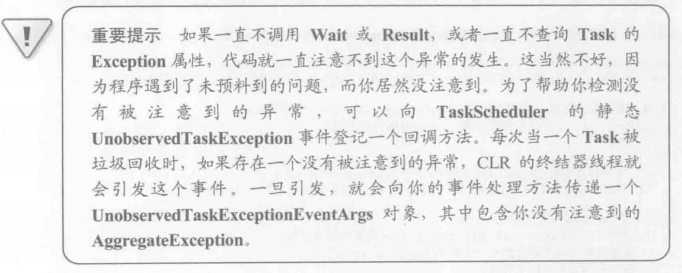 重要提示 如果一直不调用 Wait 或 Result，或者一直不查询 Task 的
Exception 属性，代码就一直注意不到这个异常的发生。这当然不好，因
为程序遇到了未预料到的问题，而你居然没注意到。为了帮助你检测没
有被注意到的异常，可以向 TaskScheduler 的静态
UnobservedTaskException 事件登记一个回调方法。每次当一个 Task 被
垃圾回收时，如果存在一个没有被注意到的异常，CLR 的终结器线程就
会引发这个事件。一旦引发，就会向你的事件处理方法传递一个
UnobservedTaskExceptionEventArgs 对象，其中包含你没有注意到的
AggregateException。